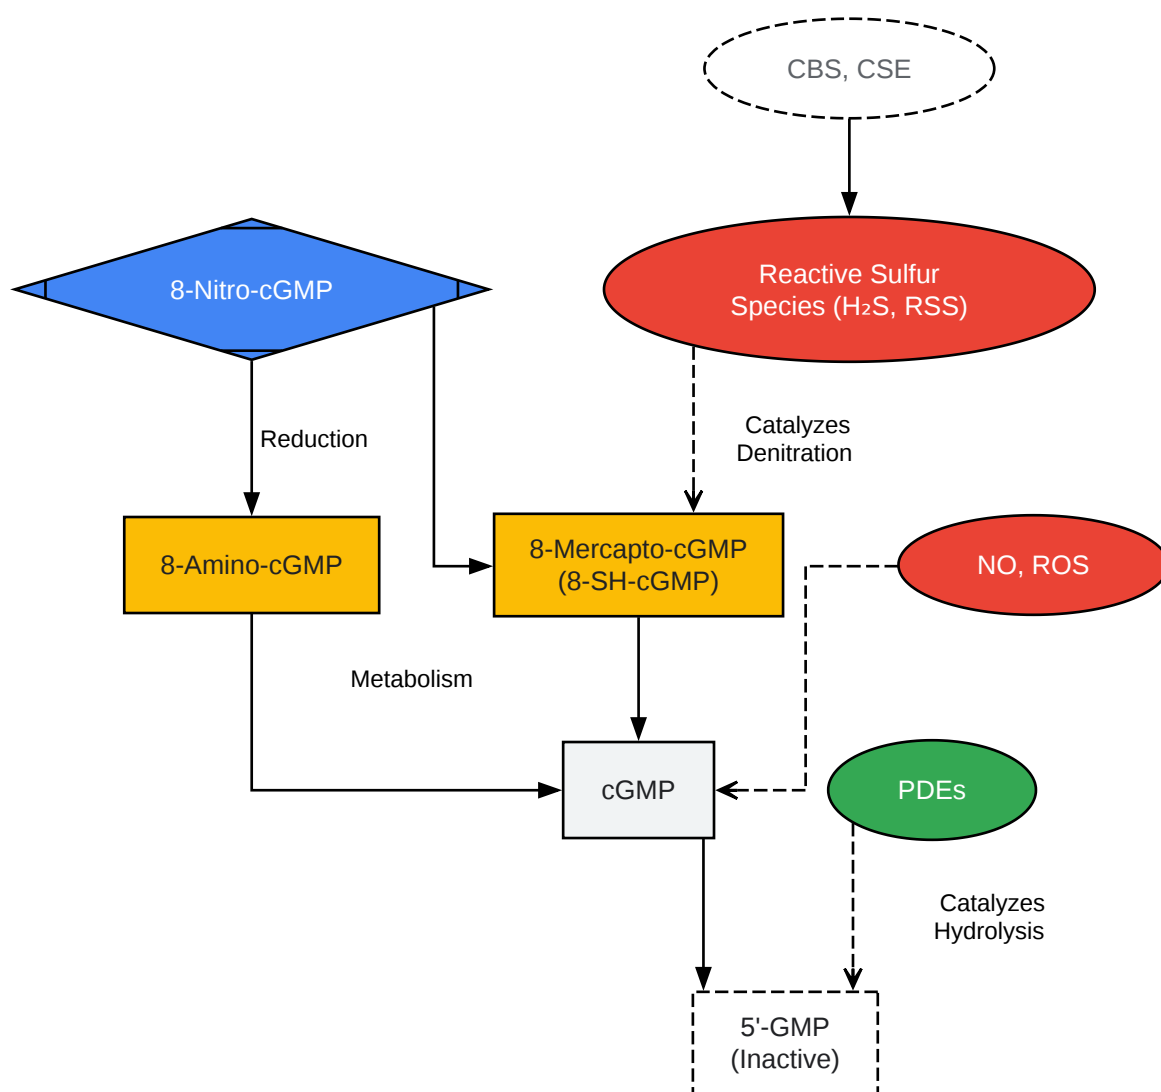 CBS, CSE
8-Nitro-cGMP
Reactive Sulfur
Species (H₂S, RSS)
Reduction
Catalyzes
Denitration
8-Amino-cGMP
8-Mercapto-cGMP
(8-SH-cGMP)
NO, ROS
Metabolism
cGMP
PDEs
Catalyzes
Hydrolysis
5'-GMP
(Inactive)